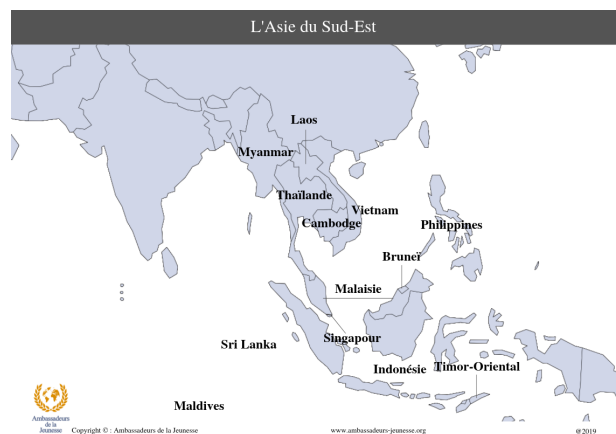 L'Asie du Sud-Est
Laos
Myanmar
Thaïlande
Vietnam
Cambodge
Philippines
Bruneï
Malaisie
Singapour
Sri Lanka
Indonésie
Timor-Oriental
Maldives
Ambassadeurs
de la
Jeunesse
Copyright © : Ambassadeurs de la Jeunesse
www.ambassadeurs-jeunesse.org
@2019